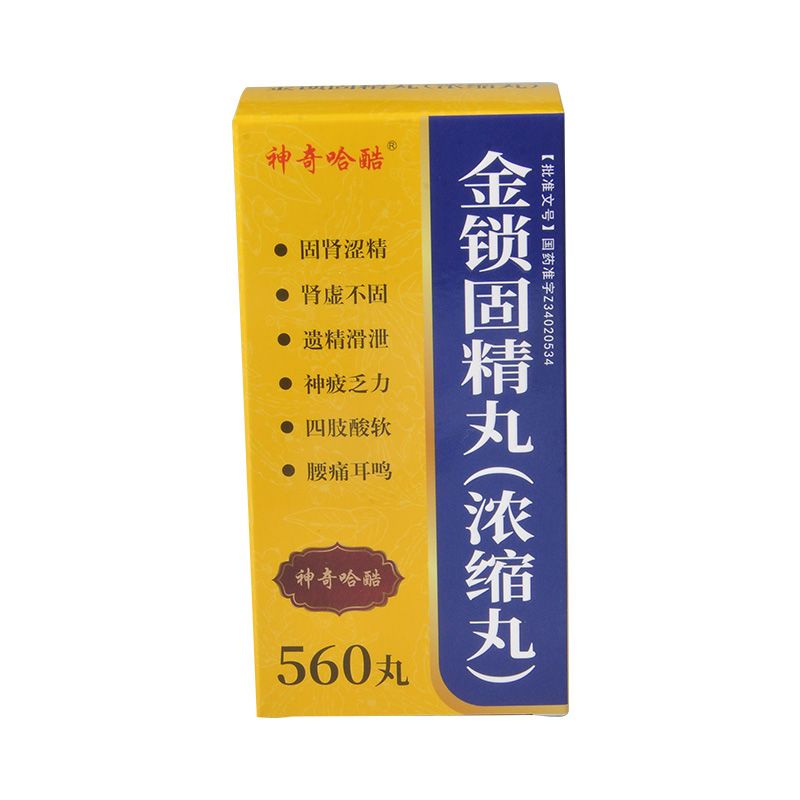 金锁固精丸(浓缩丸)
神奇哈酷®
固肾涩精
肾虚不固
遗精滑泄
神疲乏力
四肢酸软
腰痛耳鸣
神奇哈酷
560丸
金锁固精丸(浓缩丸)
【批准文号】国药准字Z34020534